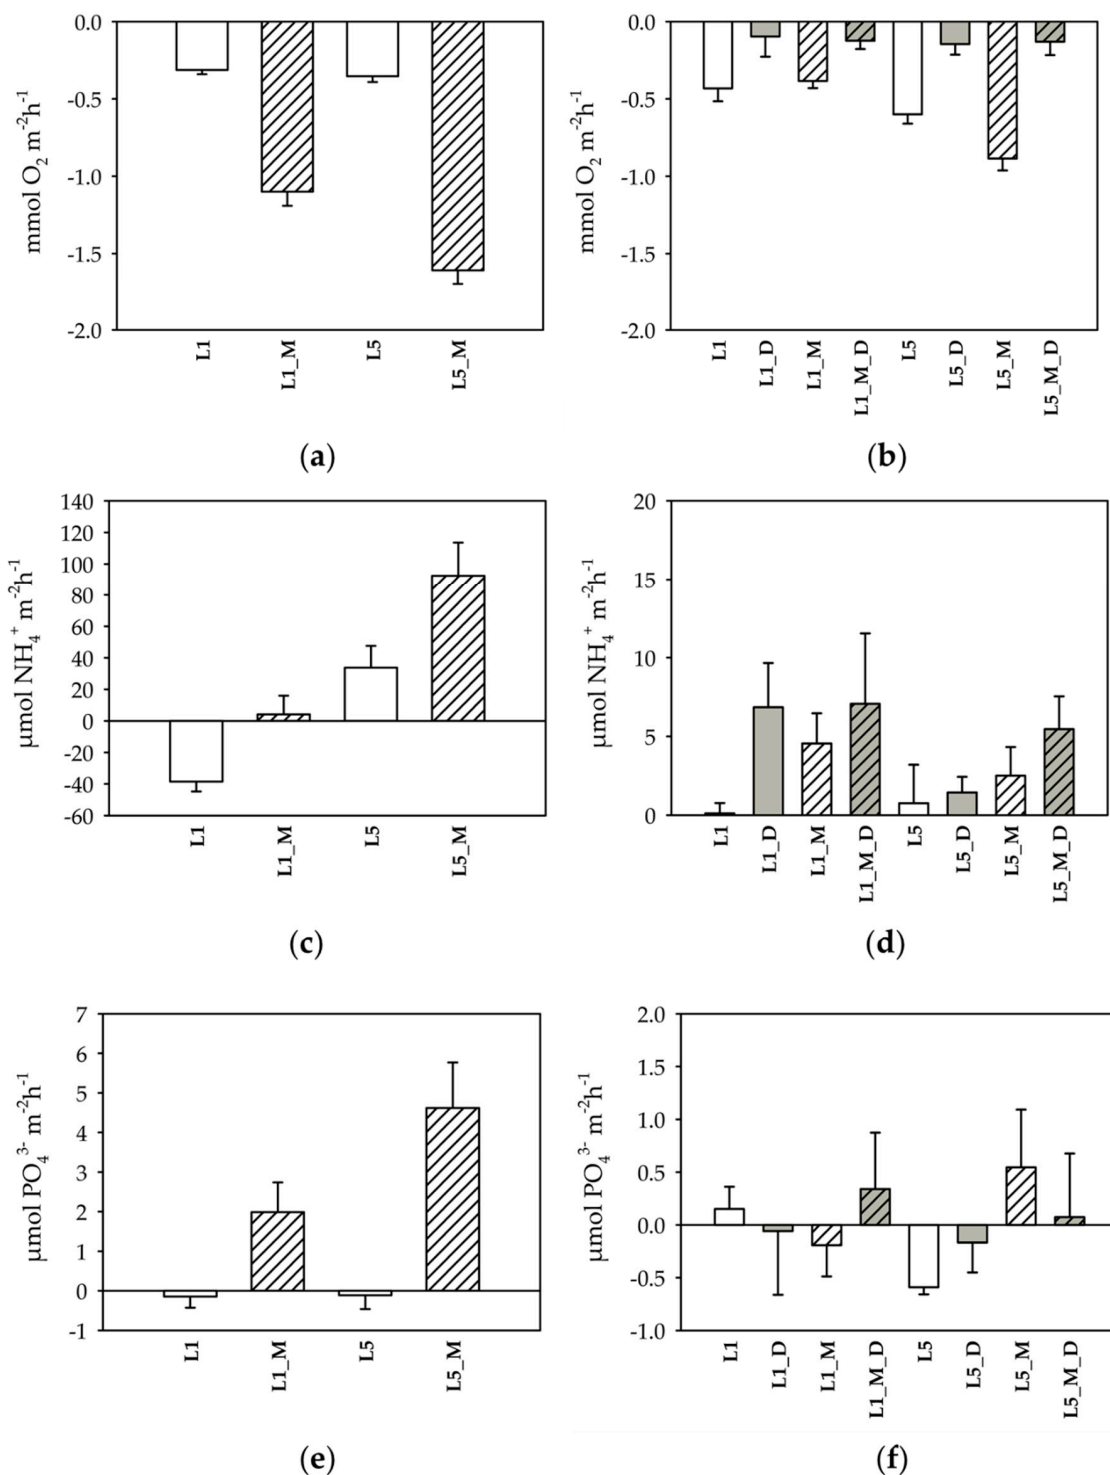 0.0
-0.5
-1.0
-1.5
-2.0
mmol O₂ m⁻²h⁻¹
L1
L1_M
L5
L5_M
(a)
0.0
-0.5
-1.0
-1.5
-2.0
mmol O₂ m⁻²h⁻¹
L1
L1_D
L1_M
L1_M_D
L5
L5_D
L5_M
L5_M_D
(b)
140
120
100
80
60
40
20
0
-20
-40
-60
µmol NH₄⁺ m⁻²h⁻¹
L1
L1_M
L5
L5_M
(c)
20
15
10
5
0
µmol NH₄⁺ m⁻²h⁻¹
L1
L1_D
L1_M
L1_M_D
L5
L5_D
L5_M
L5_M_D
(d)
7
6
5
4
3
2
1
0
-1
µmol PO₄³⁻ m⁻²h⁻¹
L1
L1_M
L5
L5_M
(e)
2.0
1.5
1.0
0.5
0.0
-0.5
-1.0
µmol PO₄³⁻ m⁻²h⁻¹
L1
L1_D
L1_M
L1_M_D
L5
L5_D
L5_M
L5_M_D
(f)